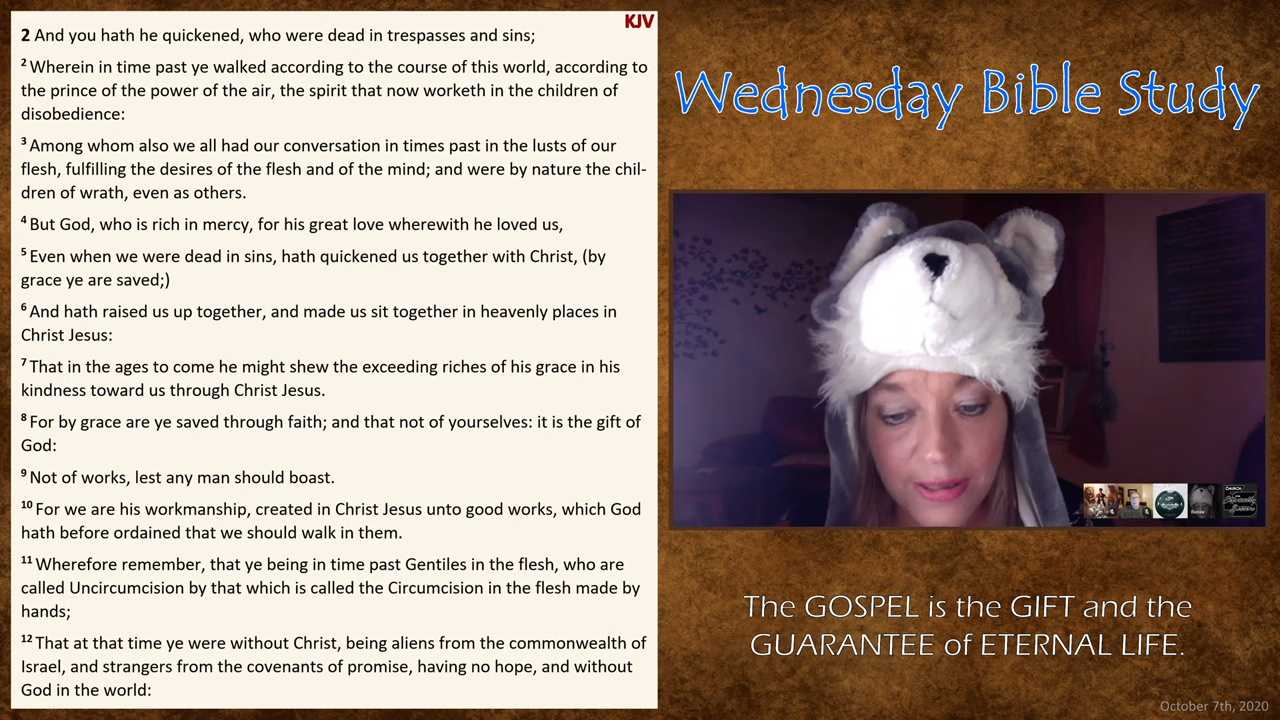 KJV
2 And you hath he quickened, who were dead in trespasses and sins;
2 Wherein in time past ye walked according to the course of this world, according to
the prince of the power of the air, the spirit that now worketh in the children of
disobedience:
3 Among whom also we all had our conversation in times past in the lusts of our
flesh, fulfilling the desires of the flesh and of the mind; and were by nature the chil-
dren of wrath, even as others.
4 But God, who is rich in mercy, for his great love wherewith he loved us,
5 Even when we were dead in sins, hath quickened us together with Christ, (by
grace ye are saved;)
6 And hath raised us up together, and made us sit together in heavenly places in
Christ Jesus:
7 That in the ages to come he might shew the exceeding riches of his grace in his
kindness toward us through Christ Jesus.
8 For by grace are ye saved through faith; and that not of yourselves: it is the gift of
God:
9 Not of works, lest any man should boast.
10 For we are his workmanship, created in Christ Jesus unto good works, which God
hath before ordained that we should walk in them.
11 Wherefore remember, that ye being in time past Gentiles in the flesh, who are
called Uncircumcision by that which is called the Circumcision in the flesh made by
hands;
12 That at that time ye were without Christ, being aliens from the commonwealth of
Israel, and strangers from the covenants of promise, having no hope, and without
God in the world:
Wednesday Bible Study
CHURCH
Renee
The GOSPEL is the GIFT and the
GUARANTEE of ETERNAL LIFE.
October 7th, 2020